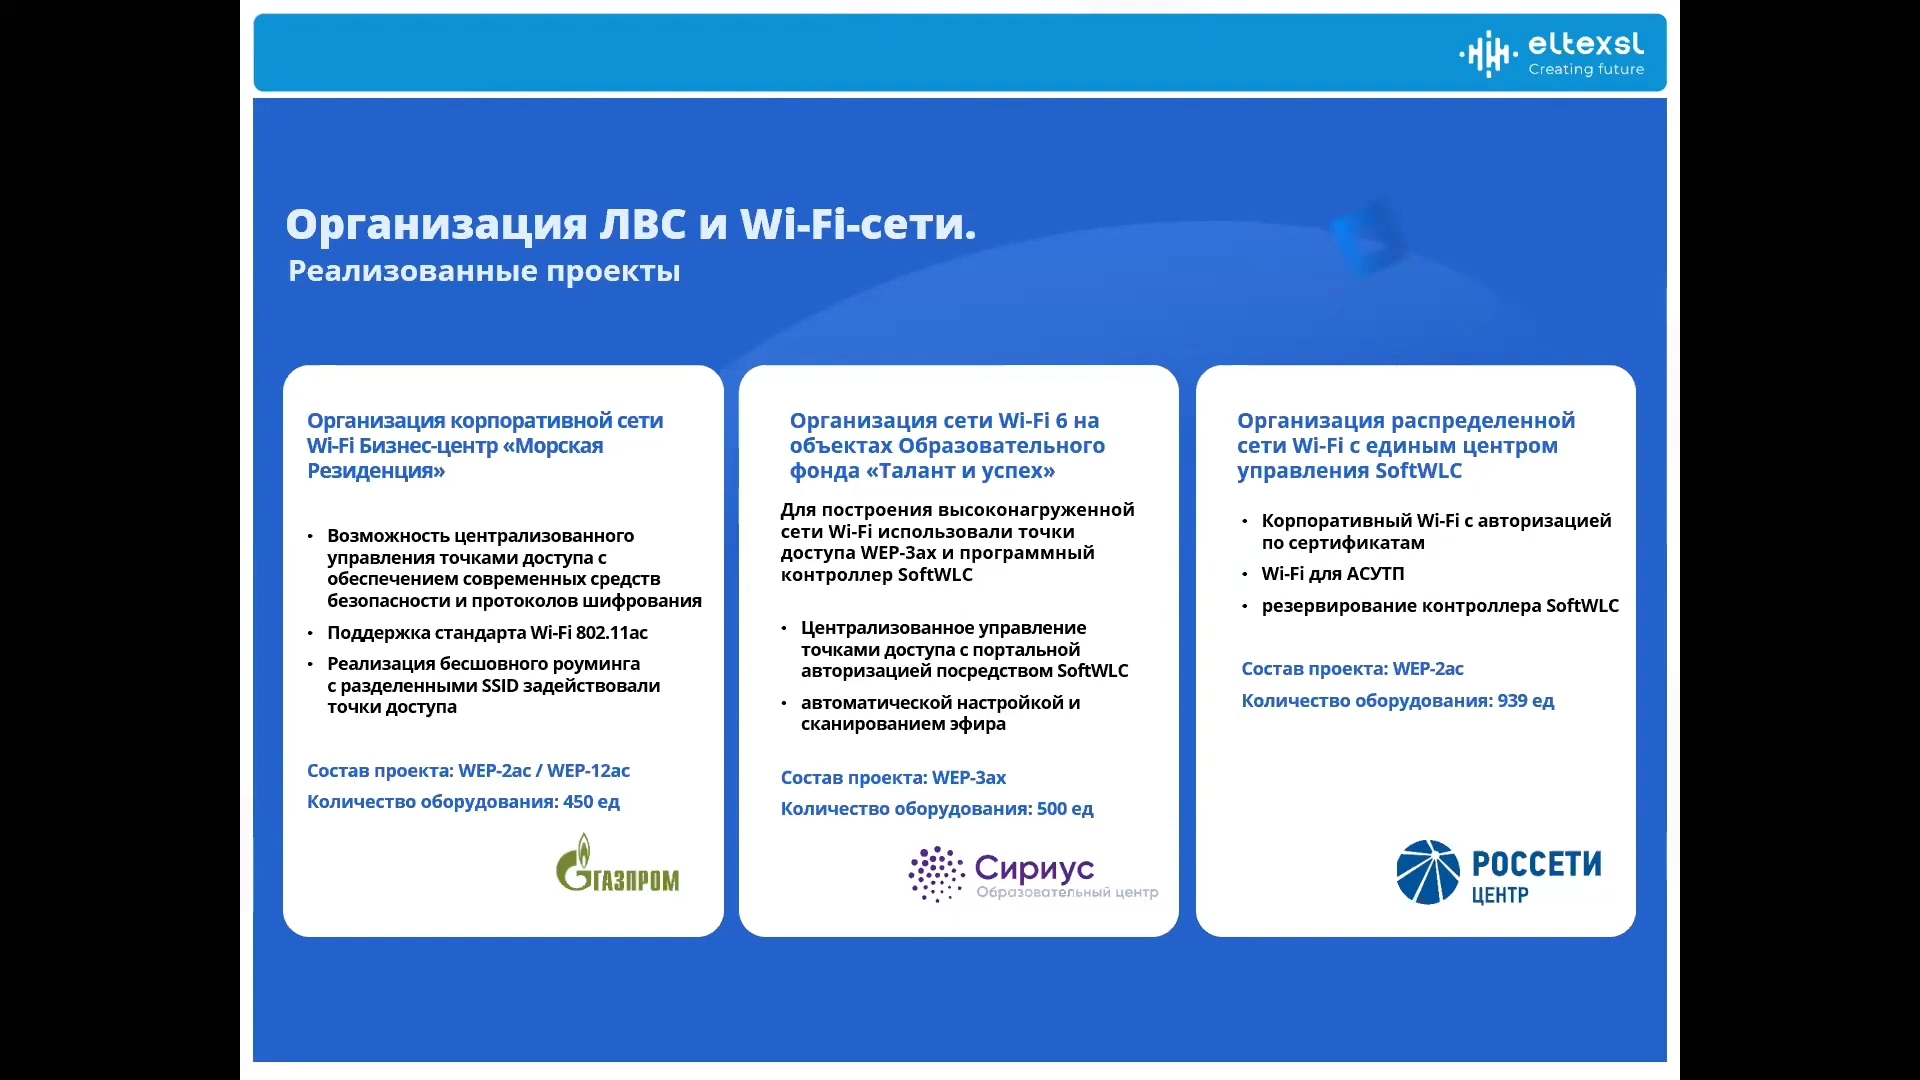 eltexsl
Creating future
Организация ЛВС и Wi-Fi-сети.
Реализованные проекты
Организация корпоративной сети
Wi-Fi Бизнес-центр «Морская
Резиденция»
• Возможность централизованного
управления точками доступа с
обеспечением современных средств
безопасности и протоколов шифрования
• Поддержка стандарта Wi-Fi 802.11ac
• Реализация бесшовного роуминга
с разделенными SSID задействовали
точки доступа
Состав проекта: WEP-2ac / WEP-12ac
Количество оборудования: 450 ед
ГАЗПРОМ
Организация сети Wi-Fi 6 на
объектах Образовательного
фонда «Талант и успех»
Для построения высоконагруженной
сети Wi-Fi использовали точки
доступа WEP-3ax и программный
контроллер SoftWLC
• Централизованное управление
точками доступа с портальной
авторизацией посредством SoftWLC
• автоматической настройкой и
сканированием эфира
Состав проекта: WEP-3ax
Количество оборудования: 500 ед
Сириус
Образовательный центр
Организация распределенной
сети Wi-Fi с единым центром
управления SoftWLC
• Корпоративный Wi-Fi с авторизацией
по сертификатам
• Wi-Fi для АСУТП
• резервирование контроллера SoftWLC
Состав проекта: WEP-2ac
Количество оборудования: 939 ед
РОССЕТИ
ЦЕНТР